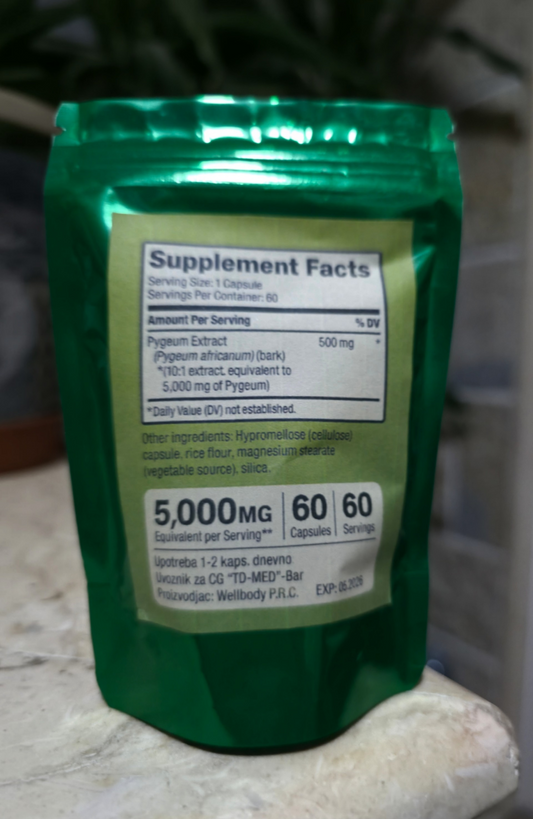 Supplement Facts
Serving Size: 1 Capsule
Servings Per Container: 60
Amount Per Serving % DV
Pygeum Extract 500 mg *
(Pygeum africanum) (bark)
*(10:1 extract, equivalent to
5,000 mg of Pygeum)
*Daily Value (DV) not established.
Other ingredients: Hypromellose (cellulose)
capsule, rice flour, magnesium stearate
(vegetable source), silica.
5,000MG 60 60
Equivalent per Serving** Capsules Servings
Upotreba 1-2 kaps. dnevno
Uvoznik za CG "TD-MED"-Bar
Proizvodjac: Wellbody P.R.C. EXP: 06.2026